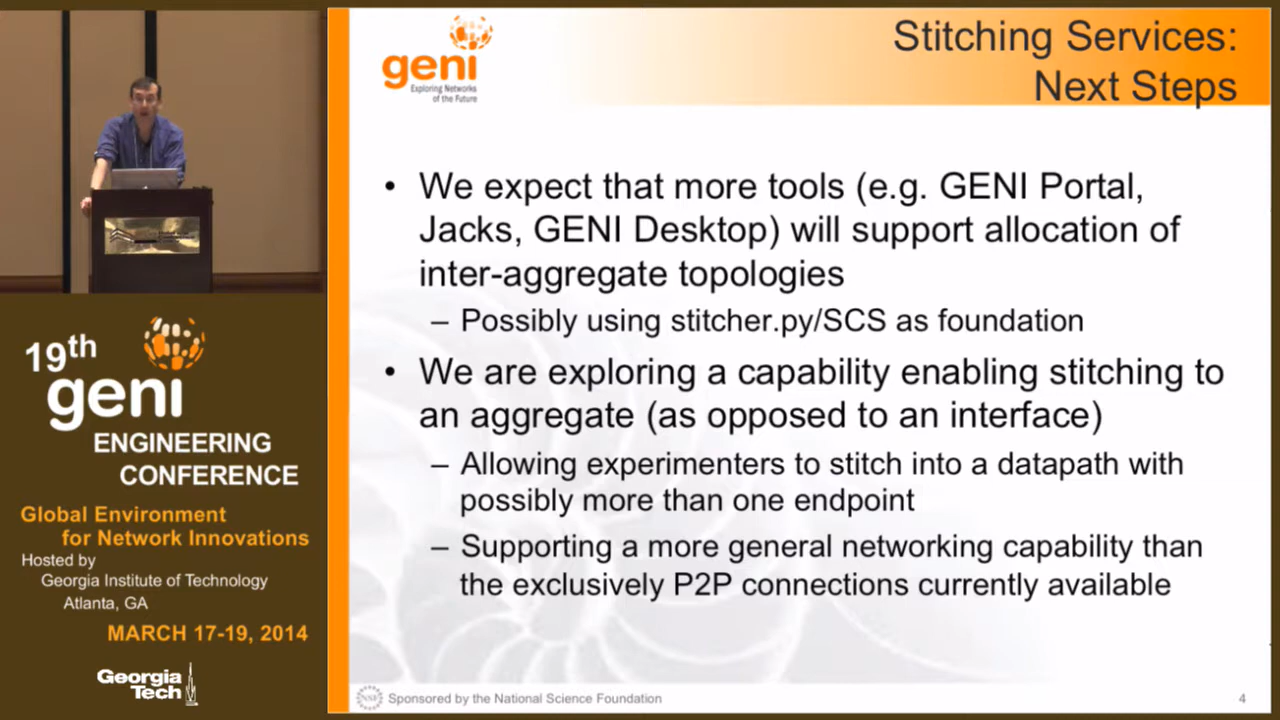 geni
Exploring Networks
of the Future
Stitching Services:
Next Steps
• We expect that more tools (e.g. GENI Portal,
Jacks, GENI Desktop) will support allocation of
inter-aggregate topologies
– Possibly using stitcher.py/SCS as foundation
• We are exploring a capability enabling stitching to
an aggregate (as opposed to an interface)
– Allowing experimenters to stitch into a datapath with
possibly more than one endpoint
– Supporting a more general networking capability than
the exclusively P2P connections currently available
Sponsored by the National Science Foundation
4
19th
geni
ENGINEERING
CONFERENCE
Global Environment
for Network Innovations
Hosted by
Georgia Institute of Technology
Atlanta, GA
MARCH 17-19, 2014
Georgia
Tech